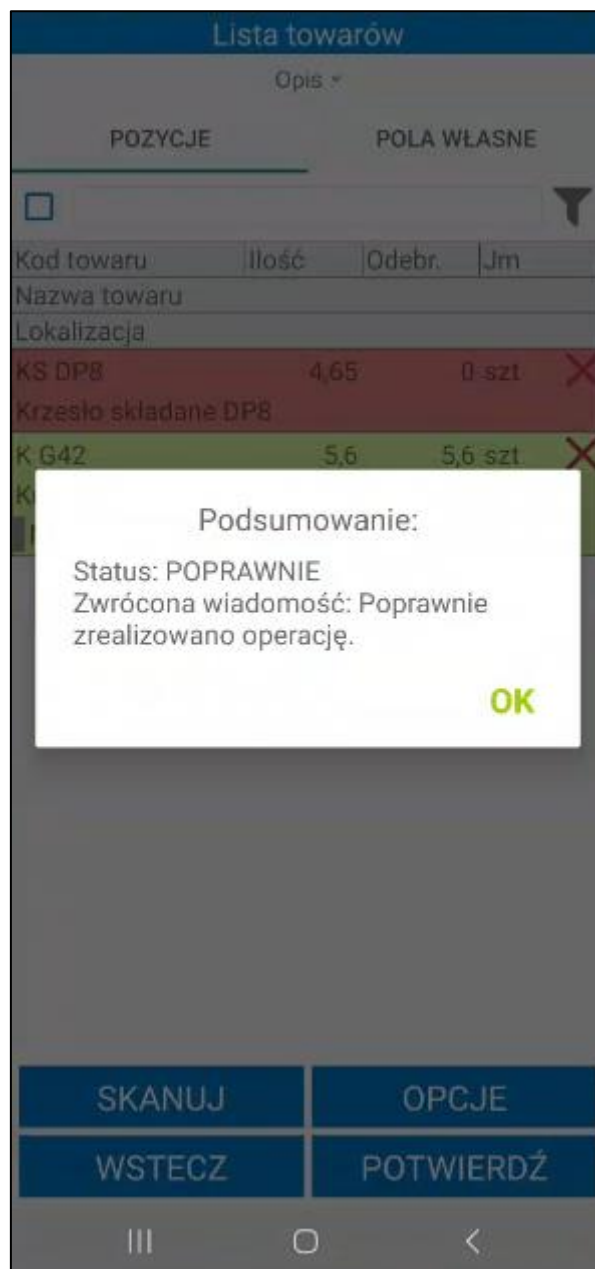 Lista towarów
Opis
POZYCJE POLA WŁASNE
Kod towaru Ilość Odebr. Jm
Nazwa towaru
Lokalizacja
KS DP8 4,65 0 szt
Krzesło składane DP8
K G42 5,6 5,6 szt
Podsumowanie:
Status: POPRAWNIE
Zwrócona wiadomość: Poprawnie
zrealizowano operację.
OK
SKANUJ OPCJE
WSTECZ POTWIERDŹ